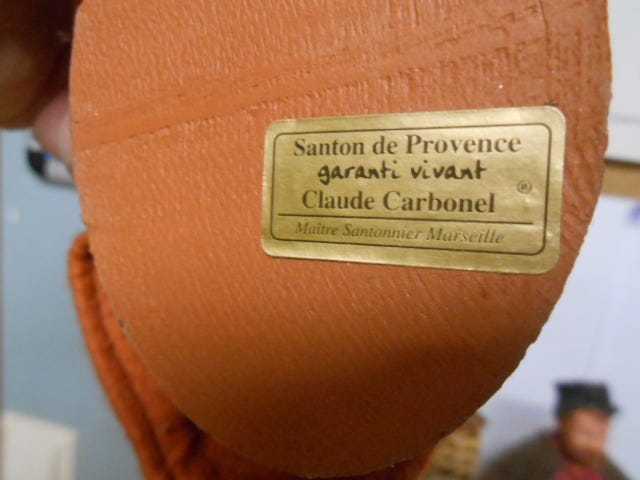 Santon de Provence
garanti vivant
Claude Carbonel ®
Maître Santonnier Marseille